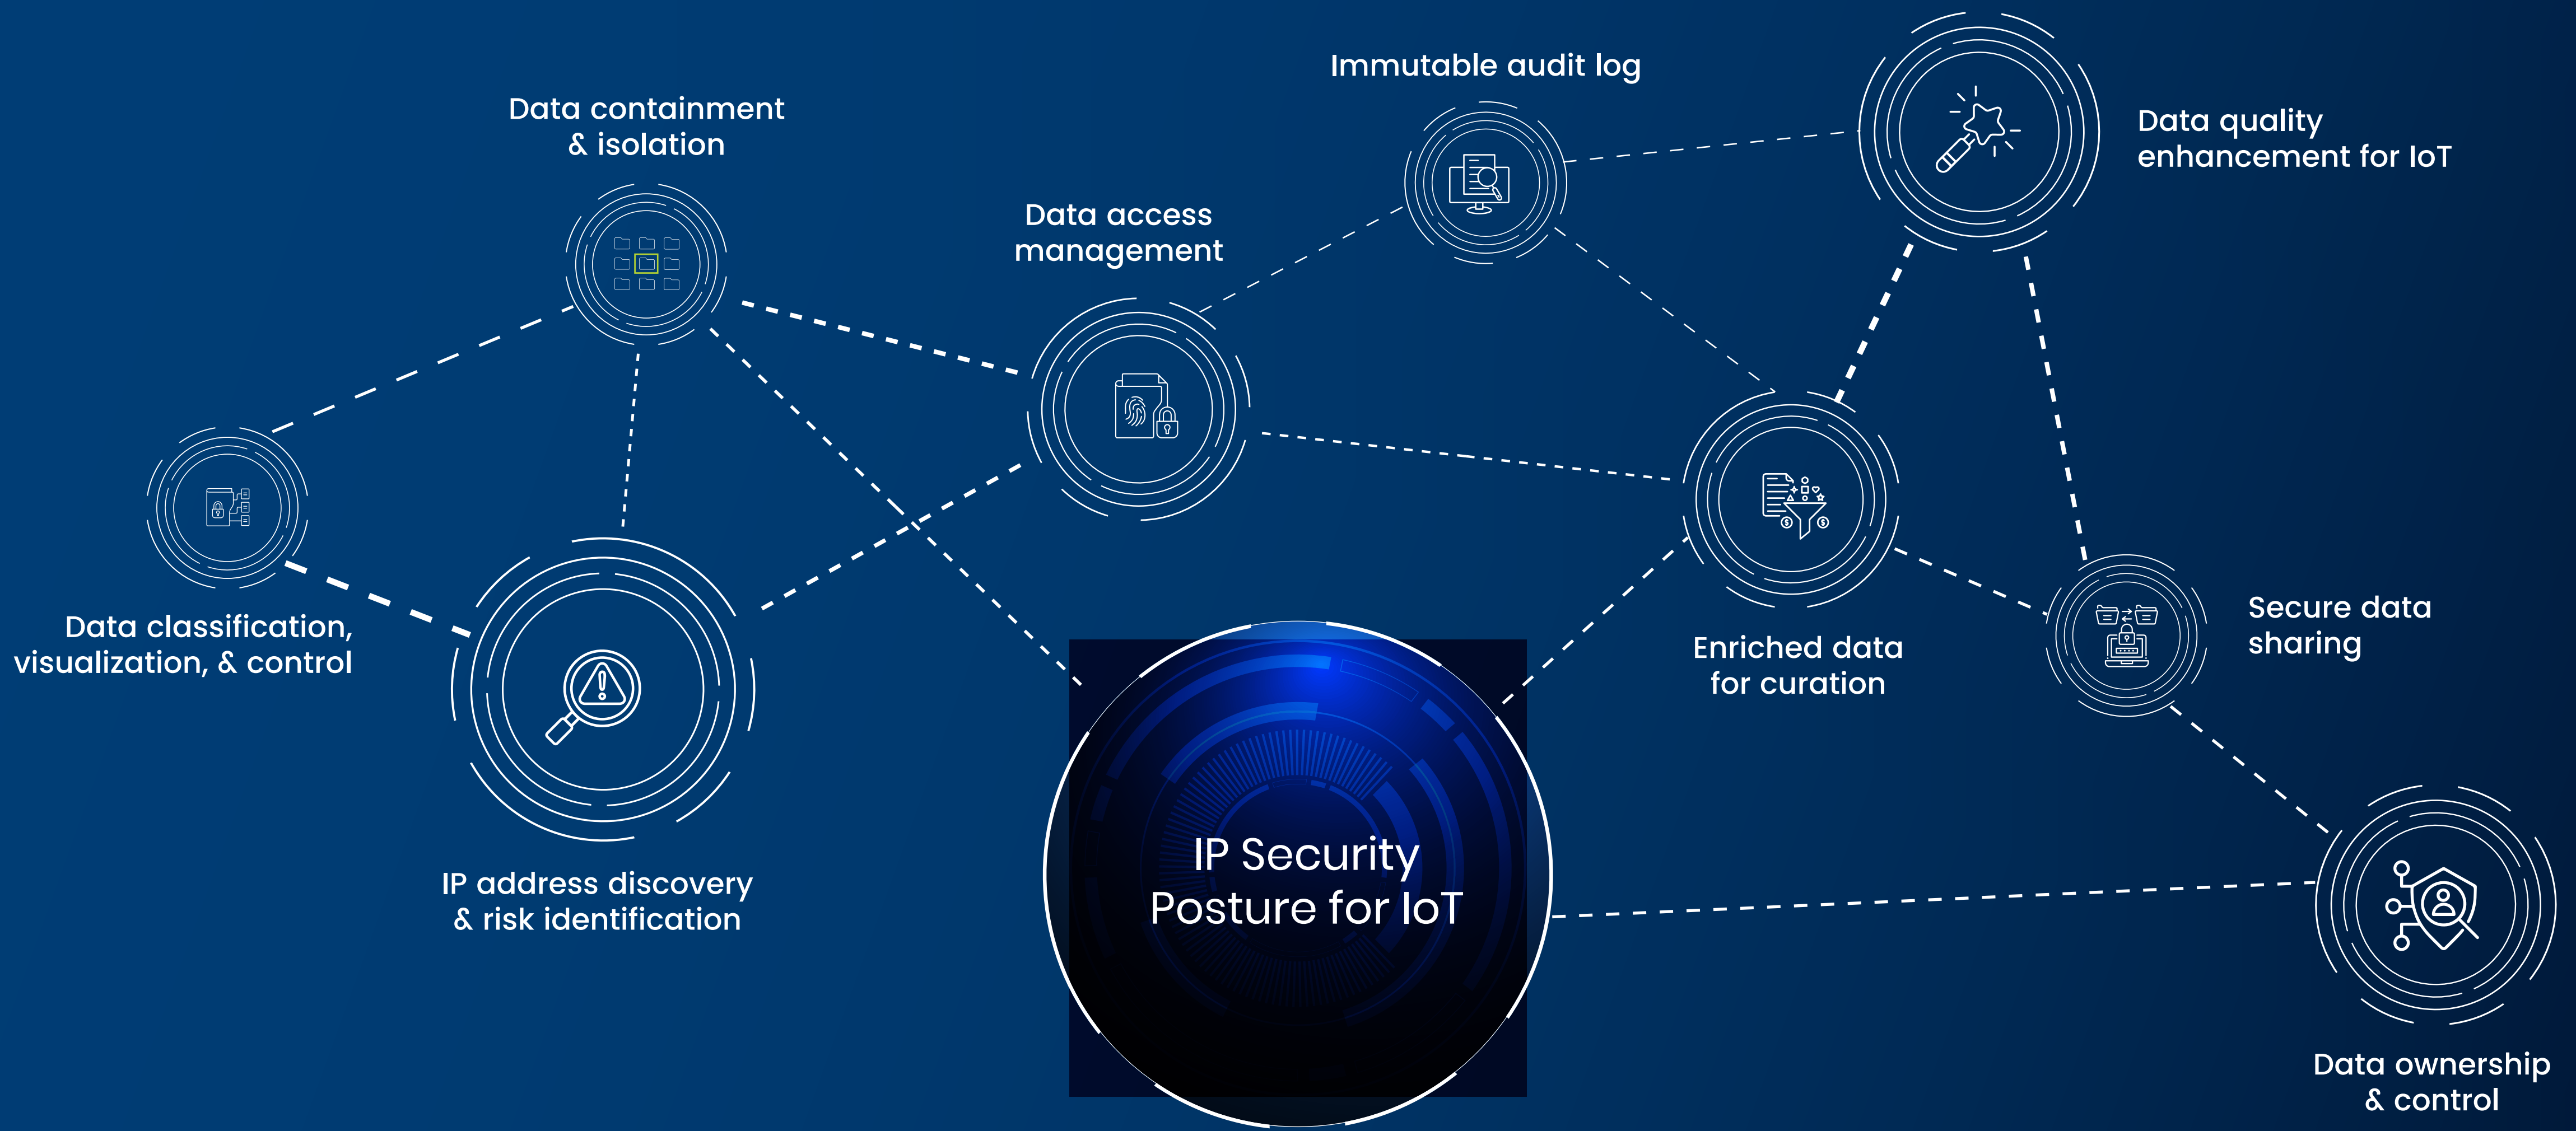 Immutable audit log
Data containment
& isolation
Data quality
enhancement for IoT
Data access
management
Data classification,
visualization, & control
Secure data
sharing
Enriched data
for curation
IP address discovery
& risk identification
IP Security
Posture for IoT
Data ownership
& control